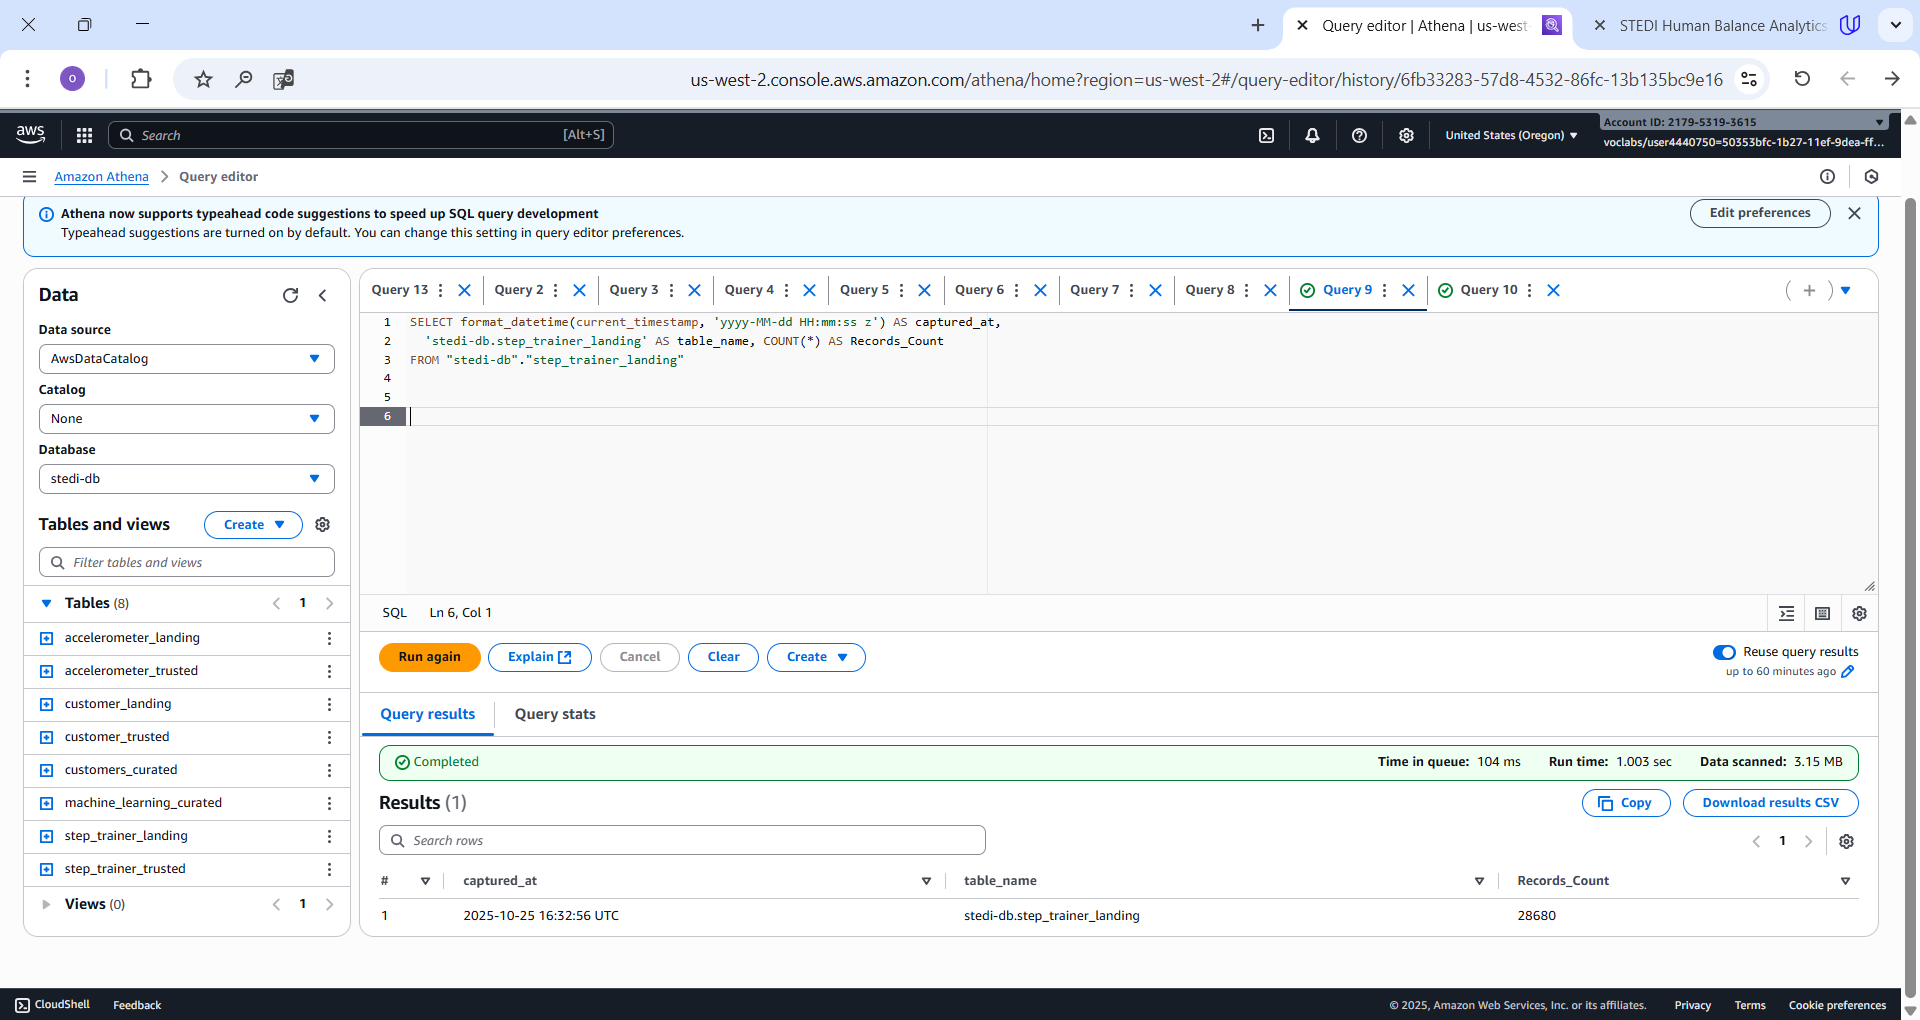 Query editor | Athena | us-west-
STEDI Human Balance Analytics
O
us-west-2.console.aws.amazon.com/athena/home?region=us-west-2#/query-editor/history/6fb33283-57d8-4532-86fc-13b135bc9e16
aws
Search
[Alt+S]
United States (Oregon)
Account ID: 2179-5319-3615
voclabs/user4440750=50353bfc-1b27-11ef-9dea-ff...
Amazon Athena
Query editor
Athena now supports typeahead code suggestions to speed up SQL query development
Typeahead suggestions are turned on by default. You can change this setting in query editor preferences.
Edit preferences
Data
Data source
AwsDataCatalog
Catalog
None
Database
stedi-db
Tables and views
Create
Filter tables and views
Tables (8)
1
accelerometer_landing
accelerometer_trusted
customer_landing
customer_trusted
customers_curated
machine_learning_curated
step_trainer_landing
step_trainer_trusted
Views (0)
1
Query 13
Query 2
Query 3
Query 4
Query 5
Query 6
Query 7
Query 8
Query 9
Query 10
1 SELECT format_datetime(current_timestamp, 'yyyy-MM-dd HH:mm:ss z') AS captured_at,
2 'stedi-db.step_trainer_landing' AS table_name, COUNT(*) AS Records_Count
3 FROM "stedi-db"."step_trainer_landing"
4
5
6
SQL
Ln 6, Col 1
Run again
Explain
Cancel
Clear
Create
Reuse query results
up to 60 minutes ago
Query results
Query stats
Completed
Time in queue: 104 ms
Run time: 1.003 sec
Data scanned: 3.15 MB
Results (1)
Copy
Download results CSV
Search rows
1
# captured_at table_name Records_Count
1 2025-10-25 16:32:56 UTC stedi-db.step_trainer_landing 28680
CloudShell
Feedback
© 2025, Amazon Web Services, Inc. or its affiliates.
Privacy
Terms
Cookie preferences